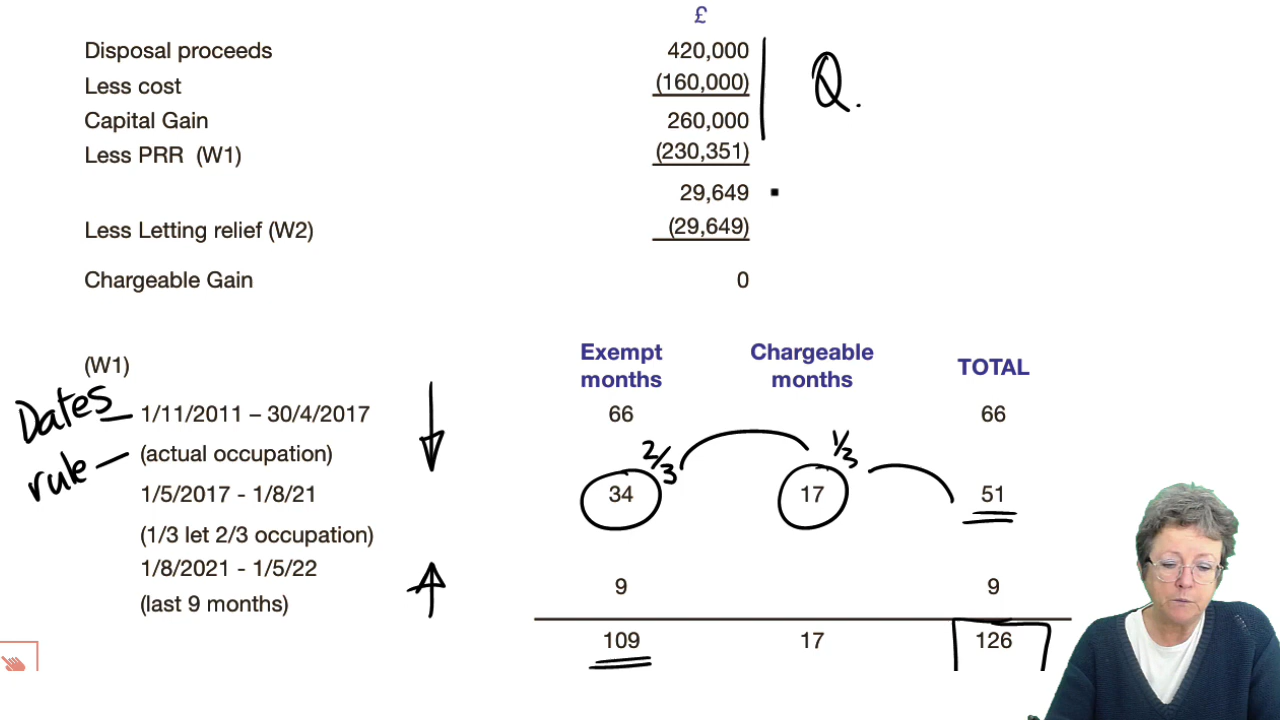 £
Disposal proceeds 420,000
Less cost (160,000)
Capital Gain 260,000
Less PRR (W1) (230,351)
29,649
Less Letting relief (W2) (29,649)
Chargeable Gain 0
Q.
(W1) Exempt months Chargeable months TOTAL
Dates 1/11/2011 – 30/4/2017 66 66
rule (actual occupation)
2/3 1/3
1/5/2017 - 1/8/21 34 17 51
(1/3 let 2/3 occupation)
1/8/2021 - 1/5/22
(last 9 months) 9 9
109 17 126